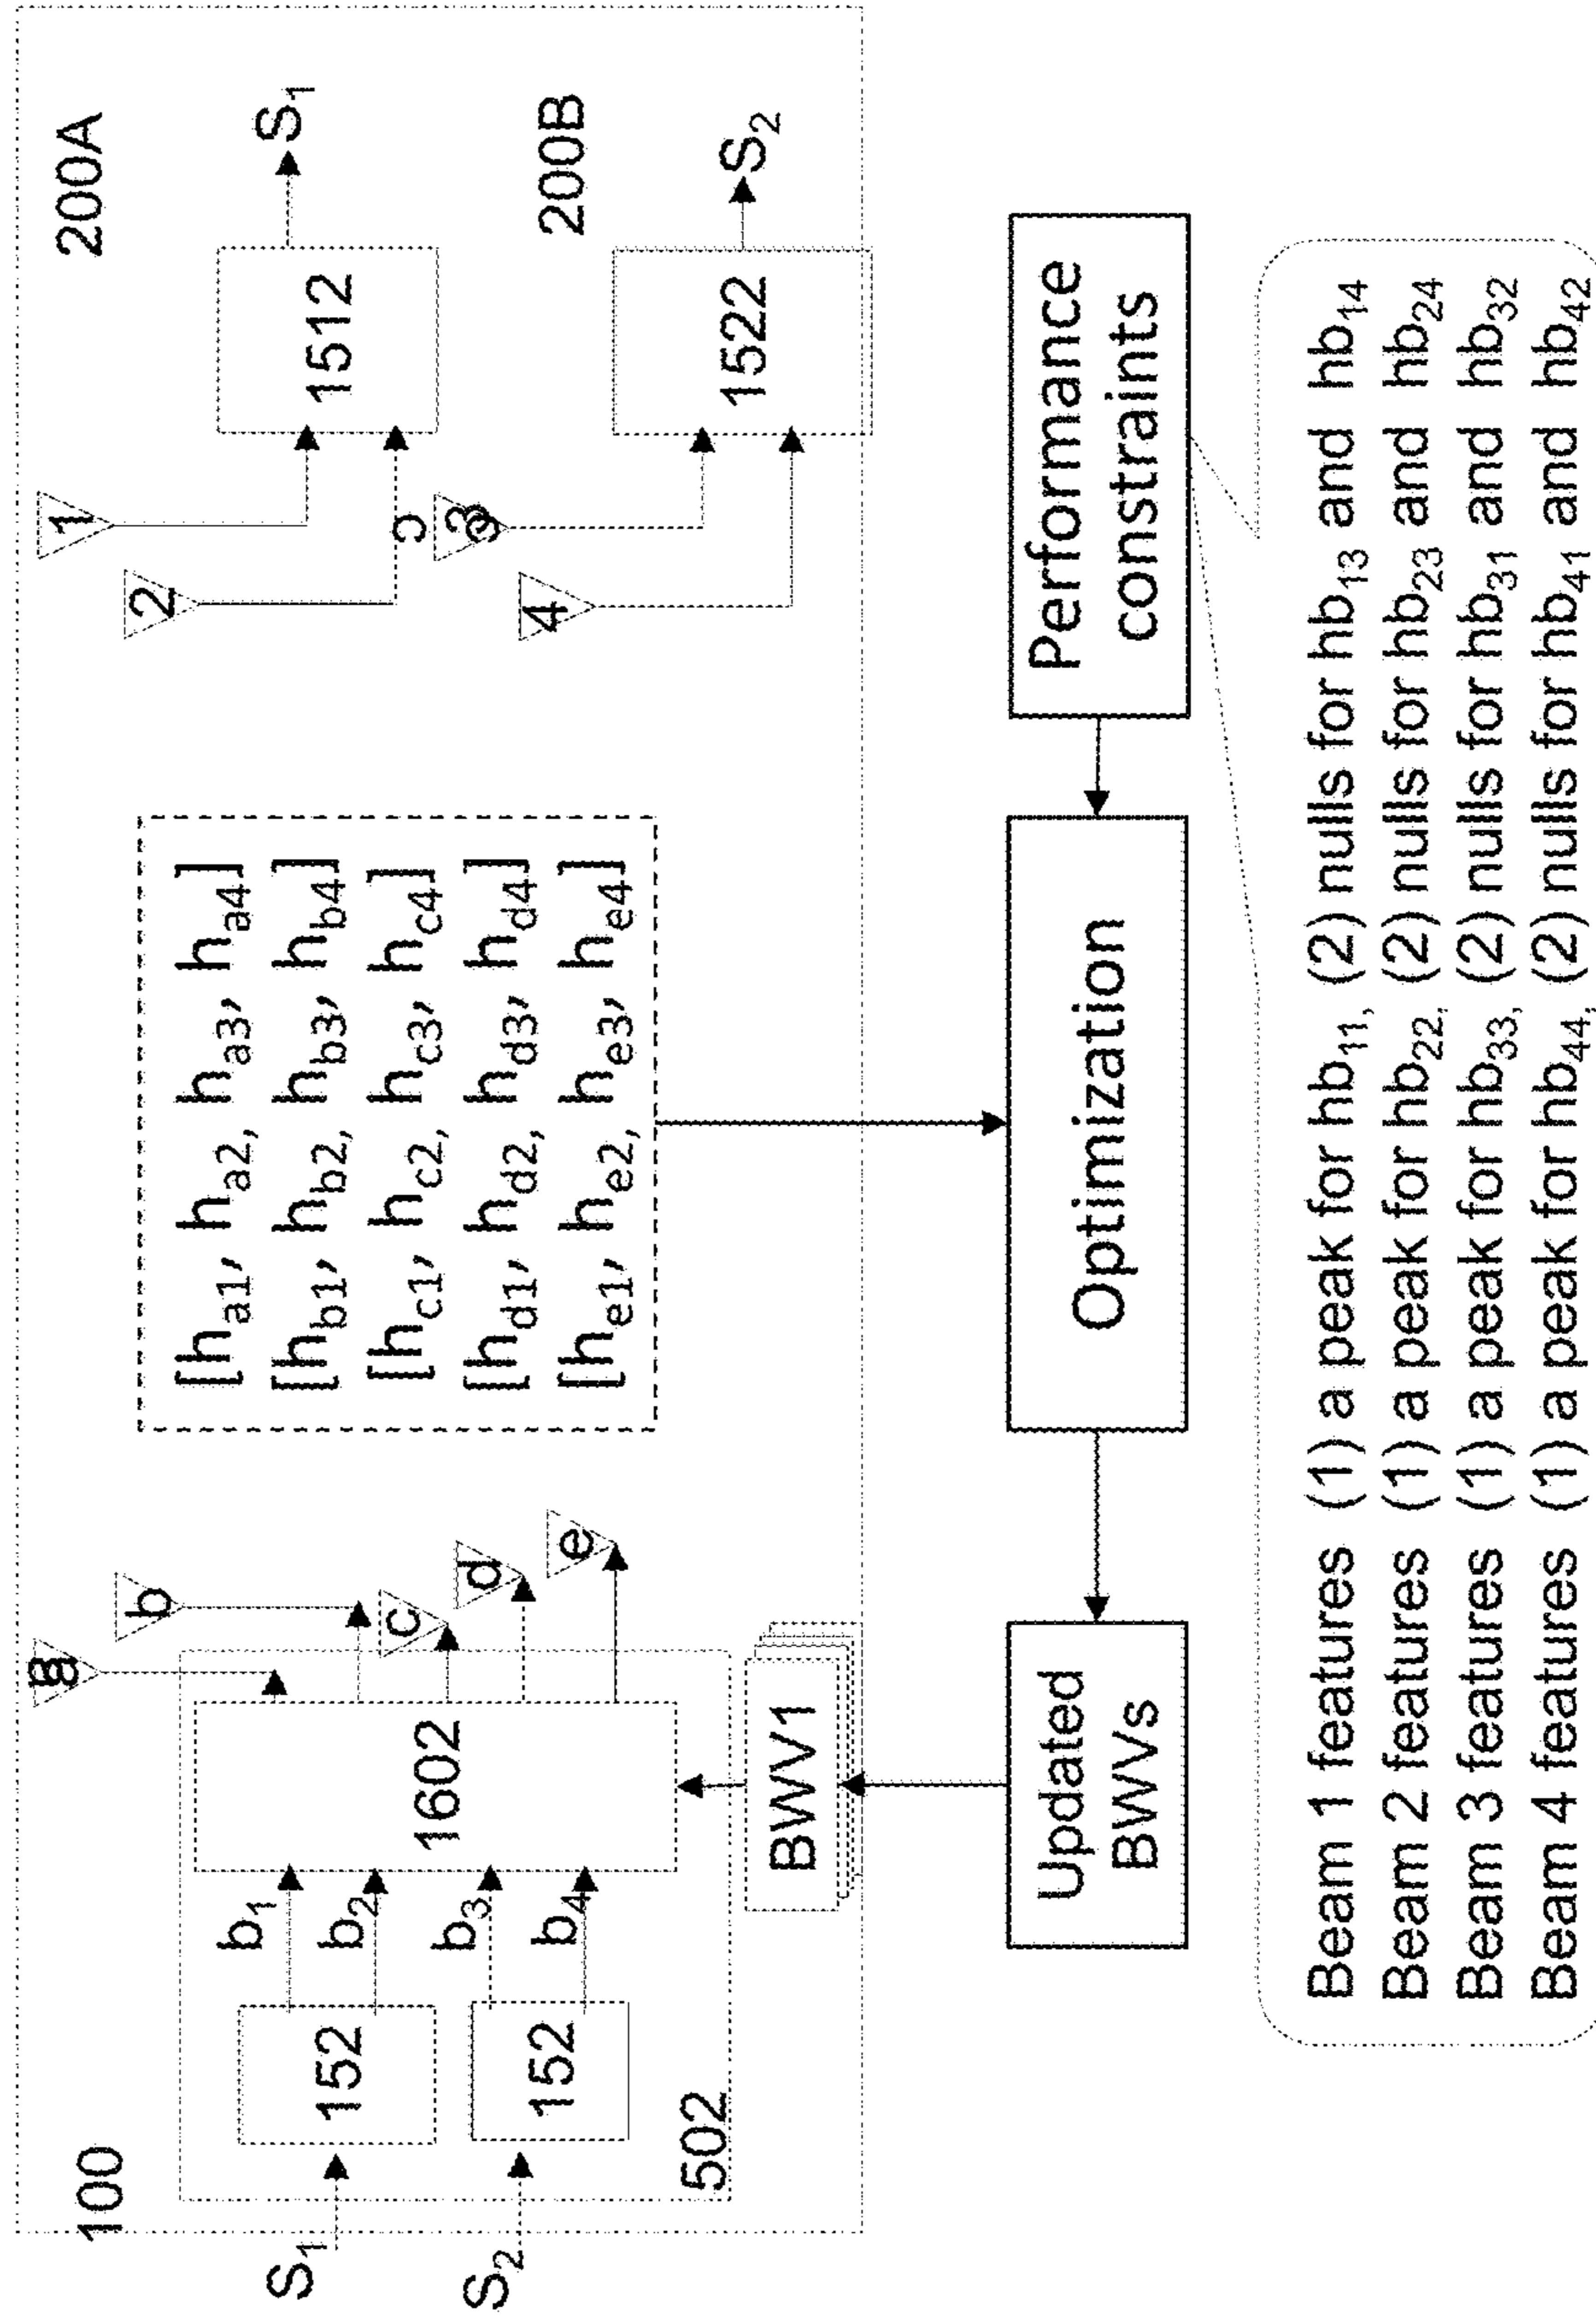 100
200A
a
b
c
d
e
S1
S2
152
152
b1
b2
b3
b4
1602
502
BWV1
[ha1, ha2, ha3, ha4]
[hb1, hb2, hb3, hb4]
[hc1, hc2, hc3, hc4]
[hd1, hd2, hd3, hd4]
[he1, he2, he3, he4]
1
2
c
3
4
1512
S1
200B
1522
S2
Updated
BWVs
Optimization
Performance
constraints
Beam 1 features (1) a peak for hb11, (2) nulls for hb13 and hb14
Beam 2 features (1) a peak for hb22, (2) nulls for hb23 and hb24
Beam 3 features (1) a peak for hb33, (2) nulls for hb31 and hb32
Beam 4 features (1) a peak for hb44, (2) nulls for hb41 and hb42